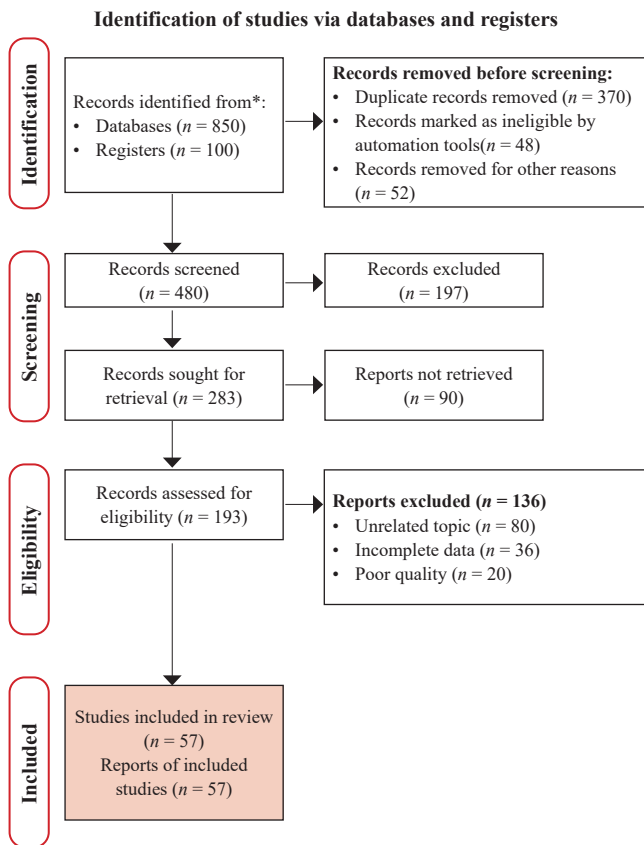 Identification of studies via databases and registers
Identification
Records identified from*:
• Databases (n = 850)
• Registers (n = 100)
Records removed before screening:
• Duplicate records removed (n = 370)
• Records marked as ineligible by
automation tools(n = 48)
• Records removed for other reasons
(n = 52)
Screening
Records screened
(n = 480)
Records excluded
(n = 197)
Records sought for
retrieval (n = 283)
Reports not retrieved
(n = 90)
Eligibility
Records assessed for
eligibility (n = 193)
Reports excluded (n = 136)
• Unrelated topic (n = 80)
• Incomplete data (n = 36)
• Poor quality (n = 20)
Included
Studies included in review
(n = 57)
Reports of included
studies (n = 57)